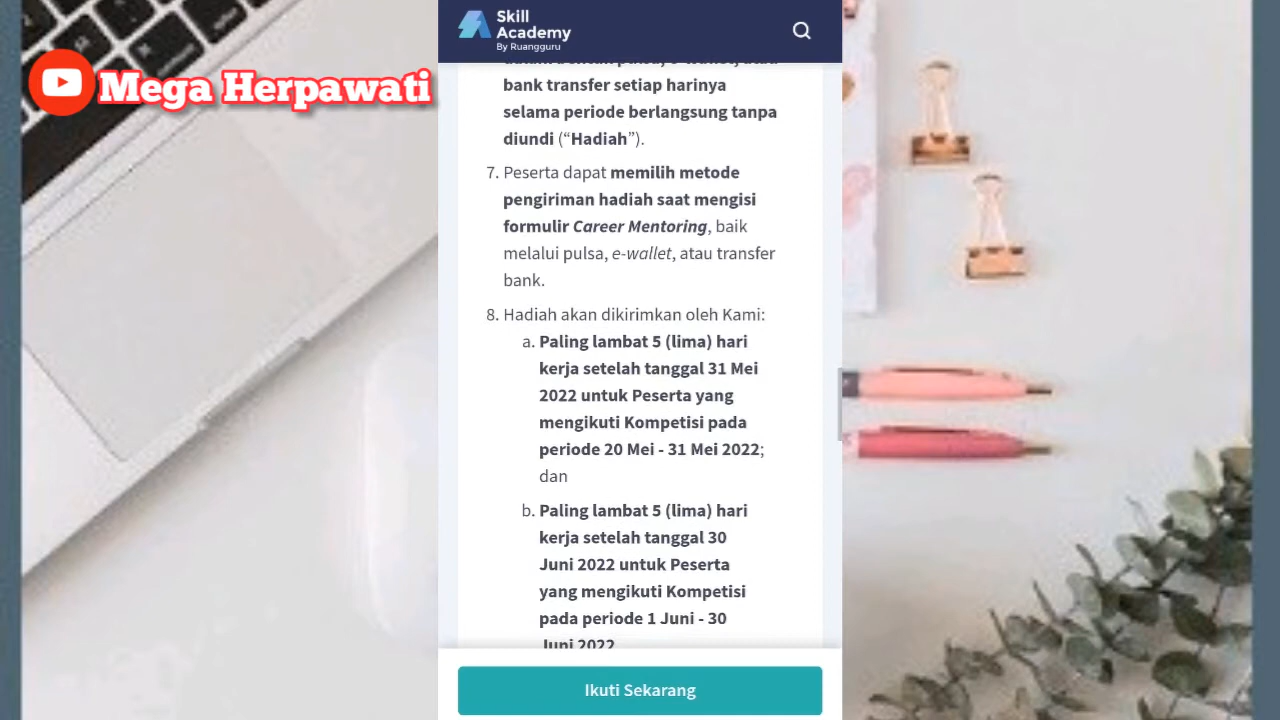 Mega Herpawati
Skill
Academy
By Ruangguru
bank transfer setiap harinya
selama periode berlangsung tanpa
diundi (“Hadiah”).
7. Peserta dapat memilih metode
pengiriman hadiah saat mengisi
formulir Career Mentoring, baik
melalui pulsa, e-wallet, atau transfer
bank.
8. Hadiah akan dikirimkan oleh Kami:
a. Paling lambat 5 (lima) hari
kerja setelah tanggal 31 Mei
2022 untuk Peserta yang
mengikuti Kompetisi pada
periode 20 Mei - 31 Mei 2022;
dan
b. Paling lambat 5 (lima) hari
kerja setelah tanggal 30
Juni 2022 untuk Peserta
yang mengikuti Kompetisi
pada periode 1 Juni - 30
Juni 2022
Ikuti Sekarang